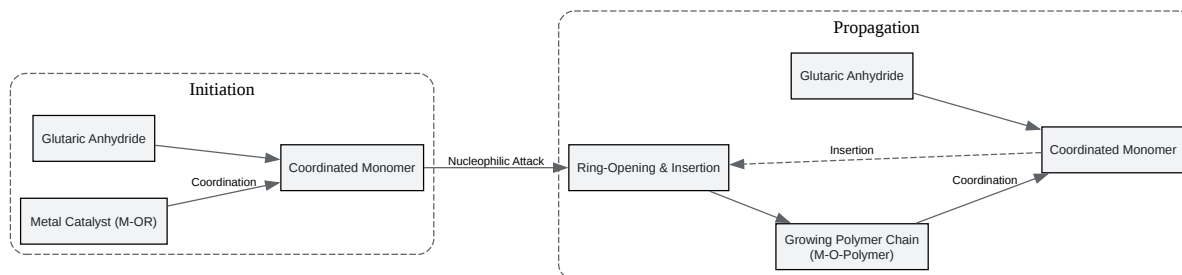 Initiation
Glutaric Anhydride
Coordination
Metal Catalyst (M-OR)
Coordinated Monomer
Nucleophilic Attack
Propagation
Glutaric Anhydride
Ring-Opening & Insertion
Insertion
Coordinated Monomer
Coordination
Growing Polymer Chain
(M-O-Polymer)